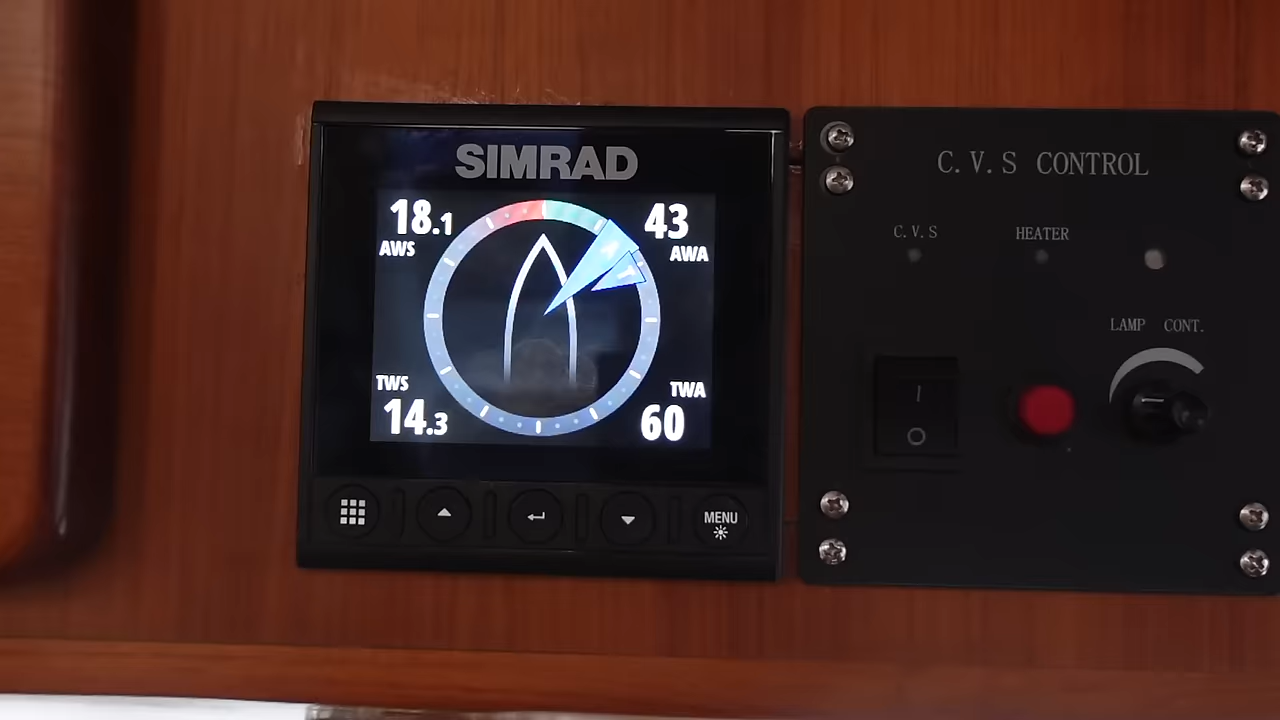 SIMRAD
18.1
AWS
43
AWA
TWS
14.3
TWA
60
T
MENU
C.V.S CONTROL
C.V.S
HEATER
LAMP CONT.